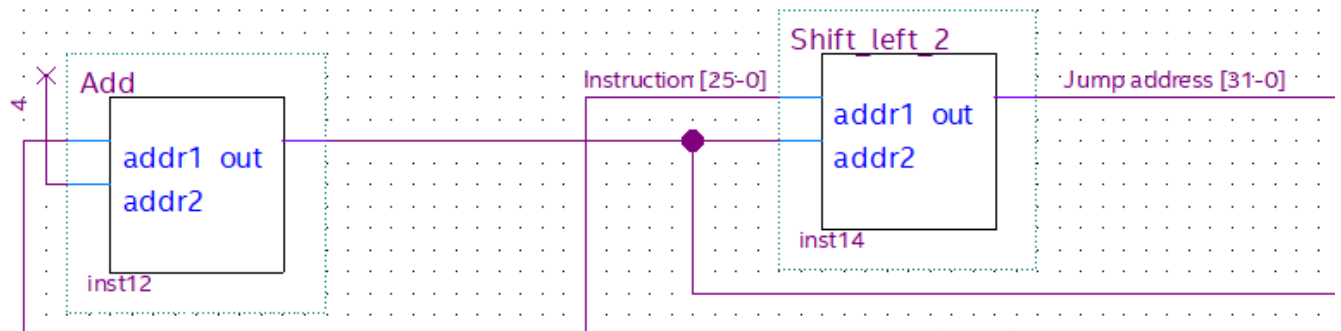 4
Add
addr1 out
addr2
inst12
Instruction [25-0]
Shift_left_2
addr1 out
addr2
inst14
Jump address [31-0]